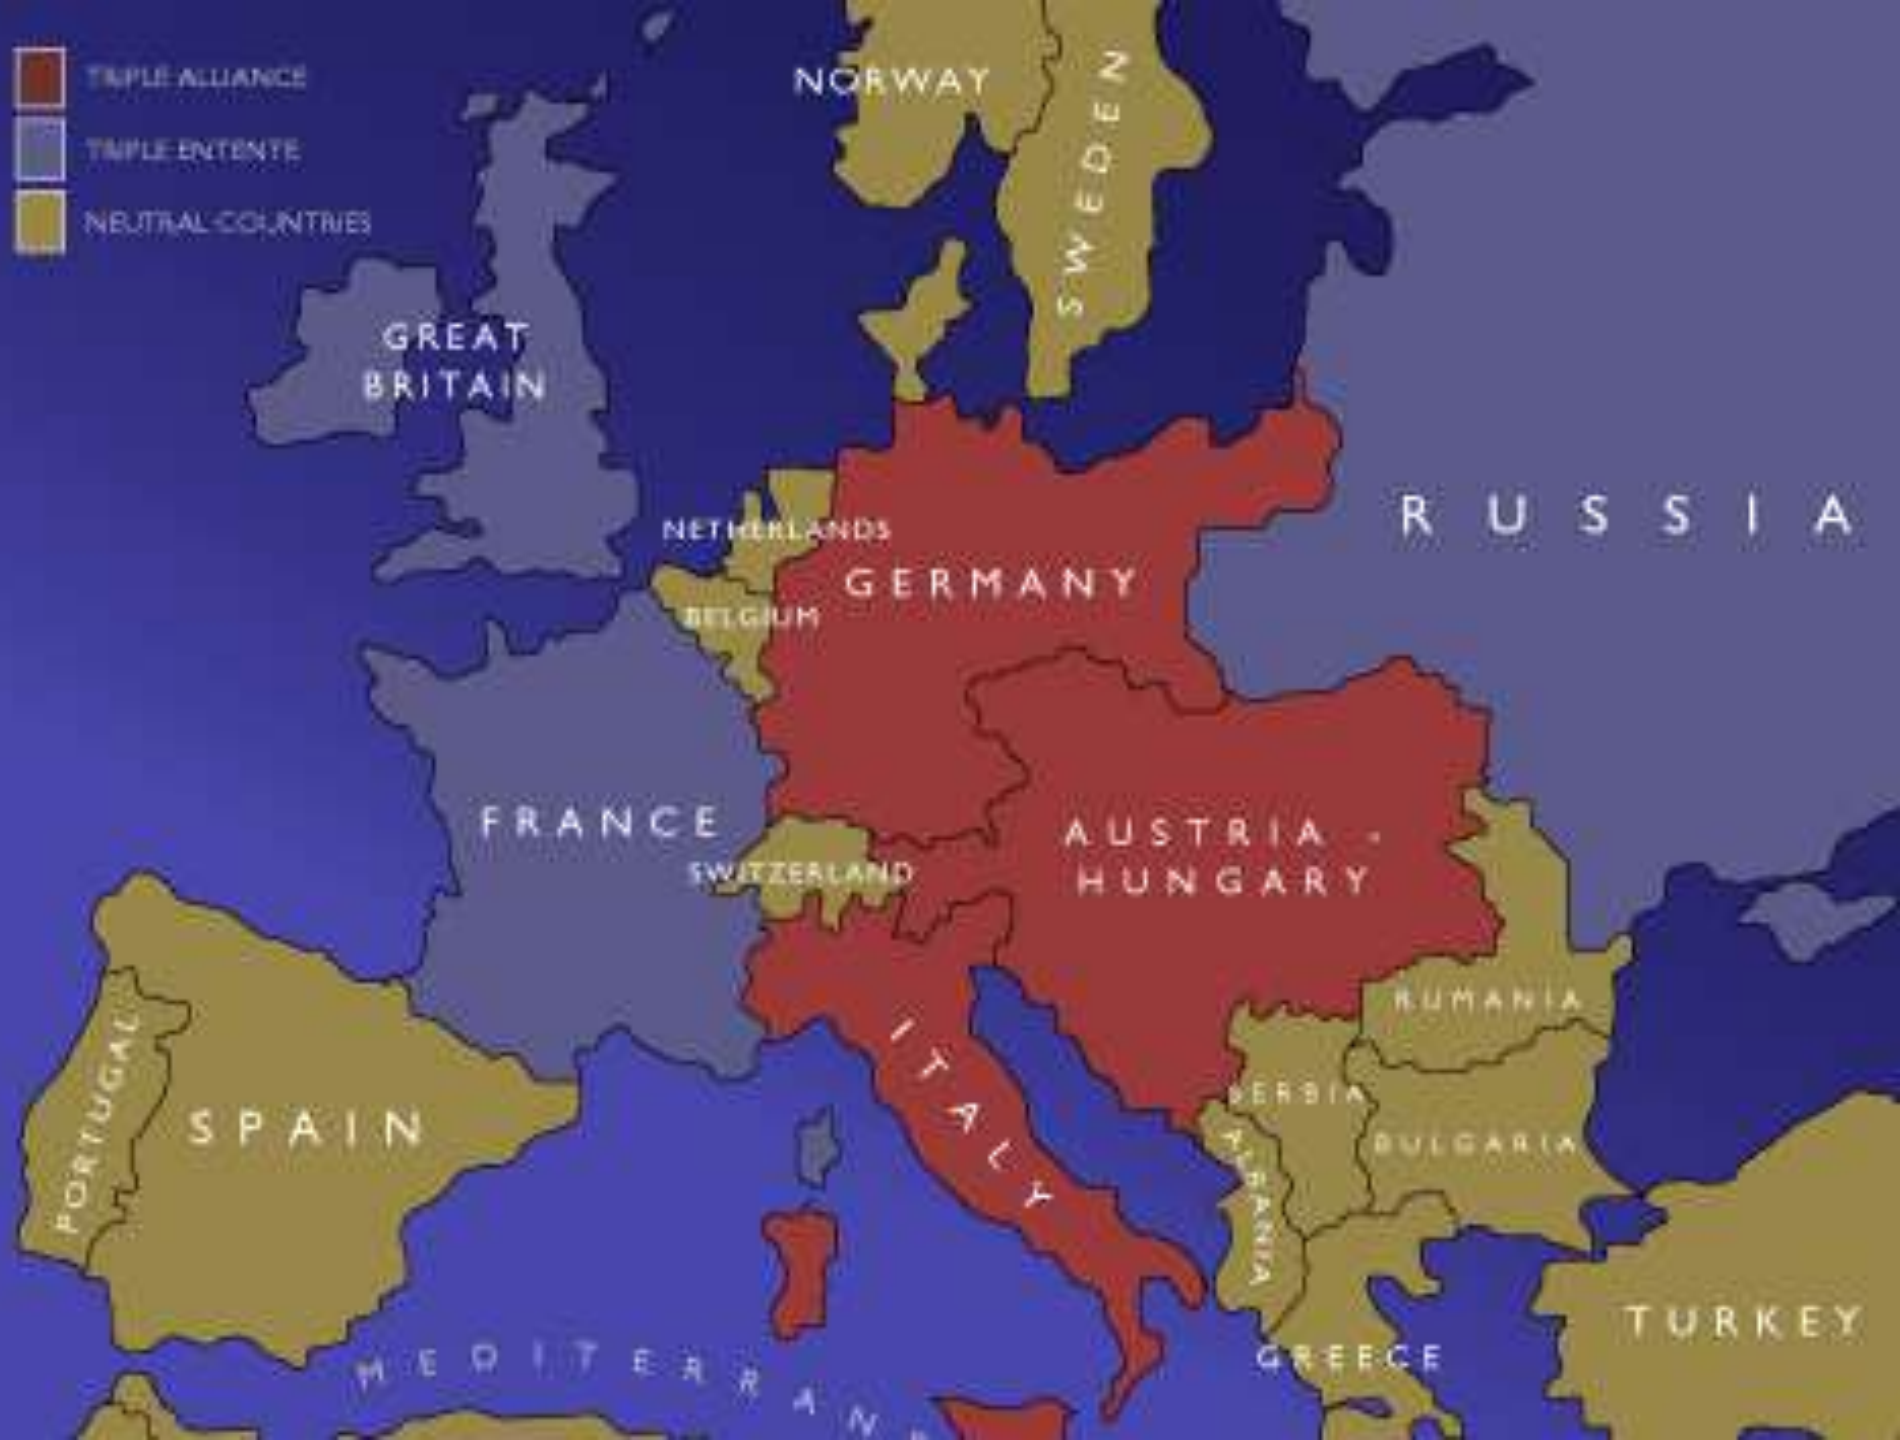 TRIPLE ALLIANCE
TRIPLE ENTENTE
NEUTRAL COUNTRIES
NORWAY
SWEDEN
GREAT
BRITAIN
RUSSIA
NETHERLANDS
GERMANY
BELGIUM
FRANCE
AUSTRIA -
HUNGARY
SWITZERLAND
RUMANIA
ITALY
SERBIA
PORTUGAL
SPAIN
BULGARIA
ALBANIA
TURKEY
GREECE
MEDITERRAN